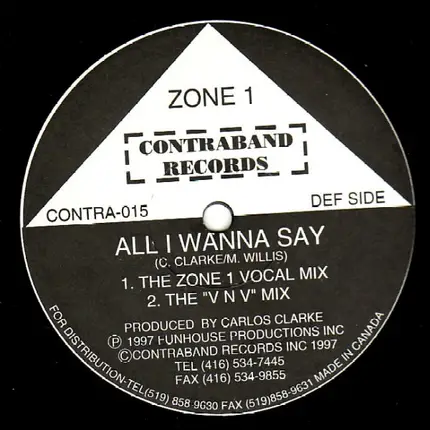 ZONE 1
CONTRABAND
RECORDS
CONTRA-015
DEF SIDE
ALL I WANNA SAY
(C. CLARKE/M. WILLIS)
1. THE ZONE 1 VOCAL MIX
2. THE "V N V" MIX
PRODUCED BY CARLOS CLARKE
Ⓟ 1997 FUNHOUSE PRODUCTIONS INC
©CONTRABAND RECORDS INC 1997
TEL (416) 534-7445
FAX (416) 534-9855
FOR DISTRIBUTION-TEL(519) 858-9630 FAX (519)858-9631 MADE IN CANADA